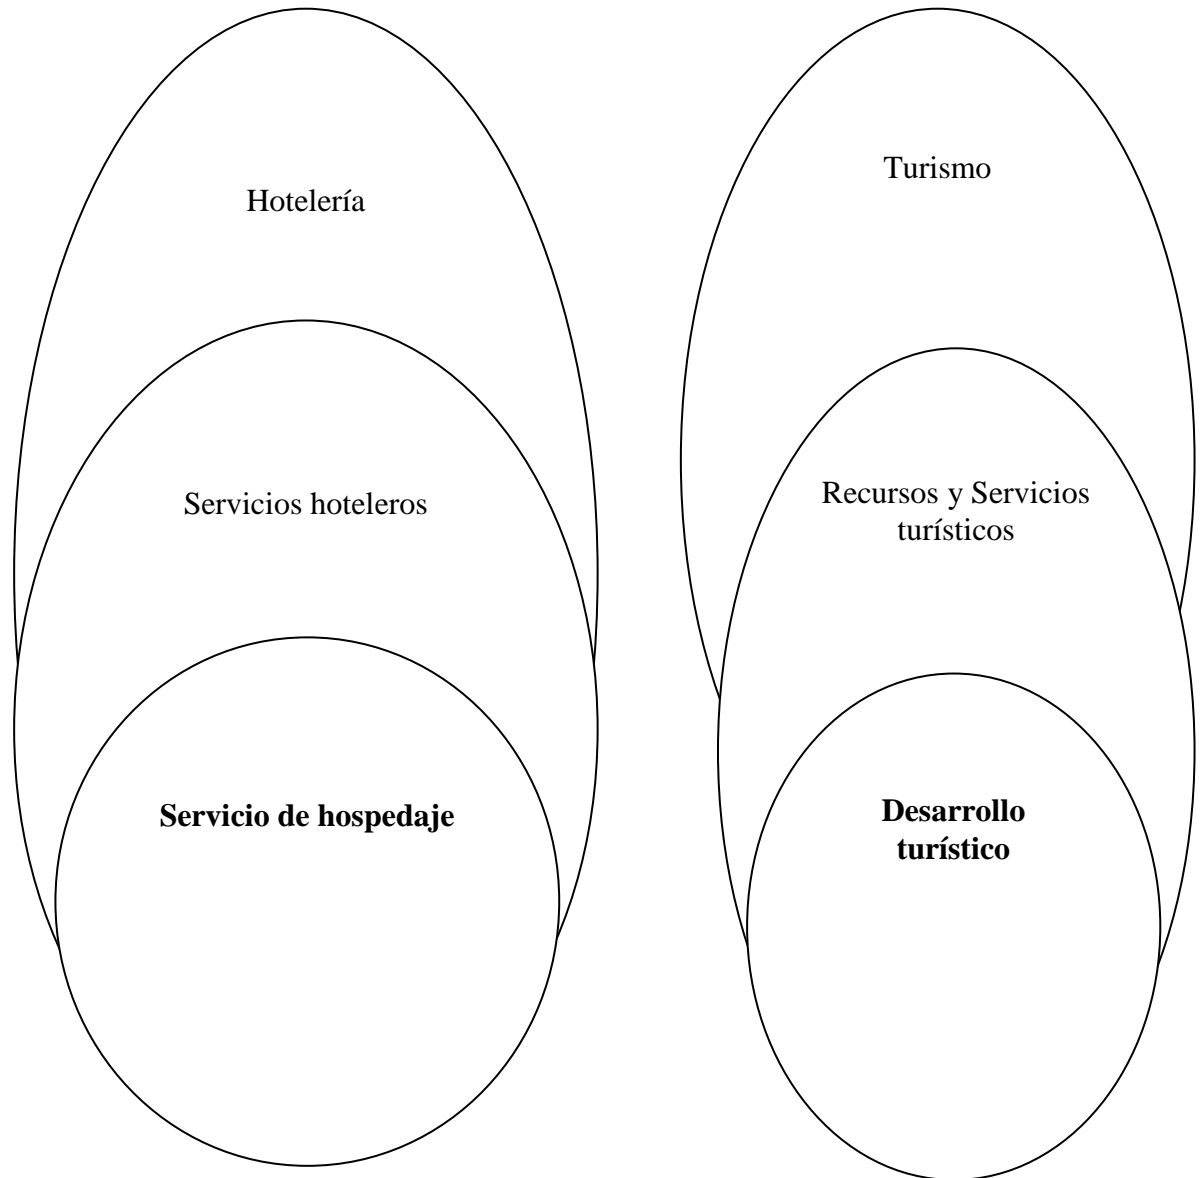 Hotelería
Servicios hoteleros
Servicio de hospedaje
Turismo
Recursos y Servicios
turísticos
Desarrollo
turístico